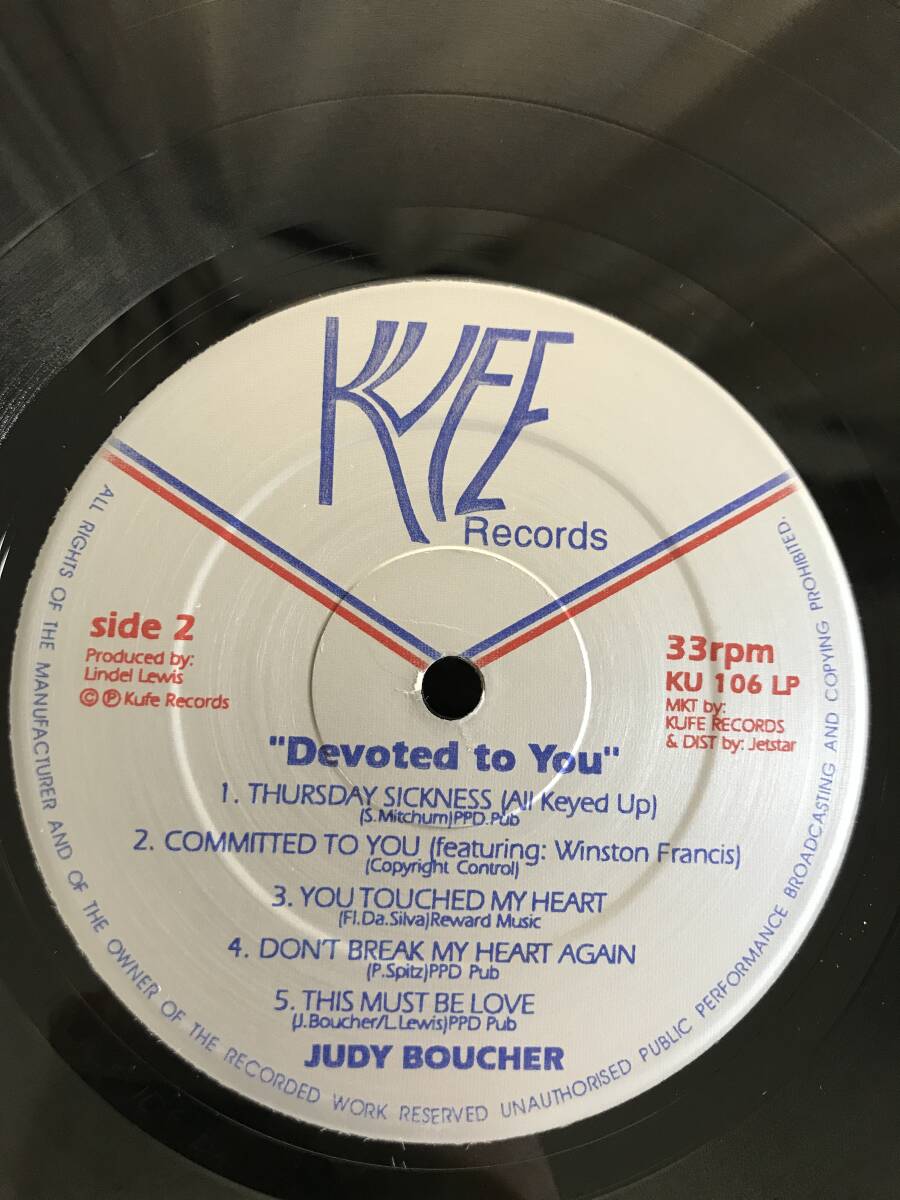 KUFE
Records
side 2
Produced by:
Lindel Lewis
© ℗ Kufe Records
33rpm
KU 106 LP
MKT by:
KUFE RECORDS
& DIST by: Jetstar
"Devoted to You"
1. THURSDAY SICKNESS (All Keyed Up)
(S.Mitchum)PPD.Pub
2. COMMITTED TO YOU (featuring: Winston Francis)
(Copyright Control)
3. YOU TOUCHED MY HEART
(Fl.Da.Silva)Reward Music
4. DON'T BREAK MY HEART AGAIN
(P.Spitz)PPD Pub
5. THIS MUST BE LOVE
(J.Boucher/L.Lewis)PPD Pub
JUDY BOUCHER
ALL RIGHTS OF THE MANUFACTURER AND OF THE OWNER OF THE RECORDED WORK RESERVED UNAUTHORISED PUBLIC PERFORMANCE BROADCASTING AND COPYING PROHIBITED.